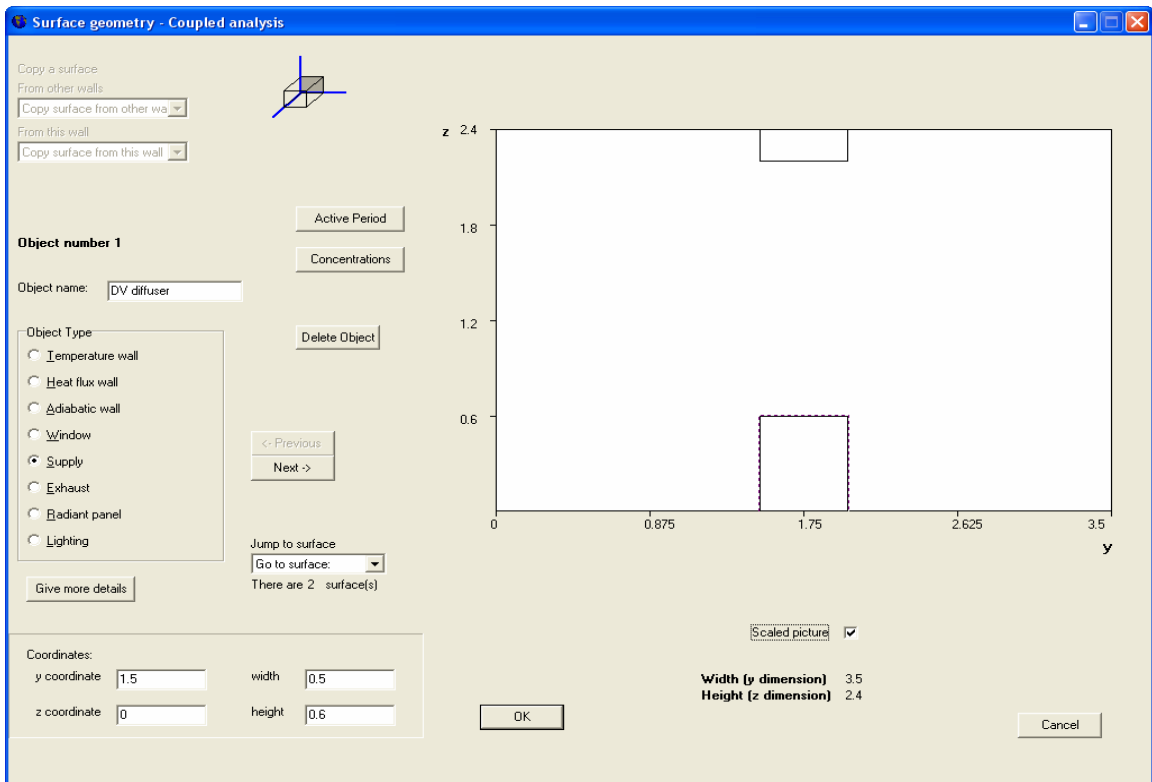 Surface geometry - Coupled analysis
Copy a surface
From other walls
Copy surface from other wa
From this wall
Copy surface from this wall
Object number 1
Object name: DV diffuser
Object Type
Temperature wall
Heat flux wall
Adiabatic wall
Window
Supply
Exhaust
Radiant panel
Lighting
Give more details
Active Period
Concentrations
Delete Object
<- Previous
Next ->
Jump to surface
Go to surface:
There are 2 surface(s)
Coordinates:
y coordinate 1.5 width 0.5
z coordinate 0 height 0.6
z 2.4
1.8
1.2
0.6
0 0.875 1.75 2.625 3.5
y
Scaled picture
Width (y dimension) 3.5
Height (z dimension) 2.4
OK
Cancel